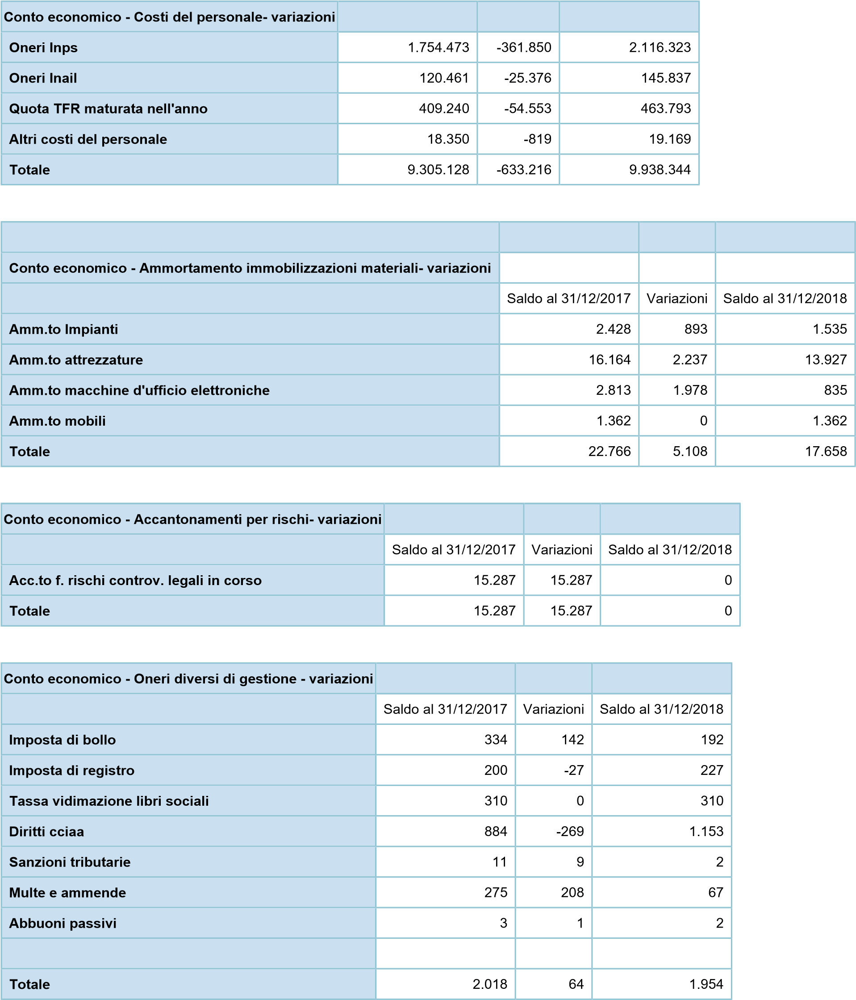 Conto economico - Costi del personale- variazioni
Oneri Inps 1.754.473 -361.850 2.116.323
Oneri Inail 120.461 -25.376 145.837
Quota TFR maturata nell'anno 409.240 -54.553 463.793
Altri costi del personale 18.350 -819 19.169
Totale 9.305.128 -633.216 9.938.344
Conto economico - Ammortamento immobilizzazioni materiali- variazioni
Saldo al 31/12/2017 Variazioni Saldo al 31/12/2018
Amm.to Impianti 2.428 893 1.535
Amm.to attrezzature 16.164 2.237 13.927
Amm.to macchine d'ufficio elettroniche 2.813 1.978 835
Amm.to mobili 1.362 0 1.362
Totale 22.766 5.108 17.658
Conto economico - Accantonamenti per rischi- variazioni
Saldo al 31/12/2017 Variazioni Saldo al 31/12/2018
Acc.to f. rischi controv. legali in corso 15.287 15.287 0
Totale 15.287 15.287 0
Conto economico - Oneri diversi di gestione - variazioni
Saldo al 31/12/2017 Variazioni Saldo al 31/12/2018
Imposta di bollo 334 142 192
Imposta di registro 200 -27 227
Tassa vidimazione libri sociali 310 0 310
Diritti cciaa 884 -269 1.153
Sanzioni tributarie 11 9 2
Multe e ammende 275 208 67
Abbuoni passivi 3 1 2
Totale 2.018 64 1.954